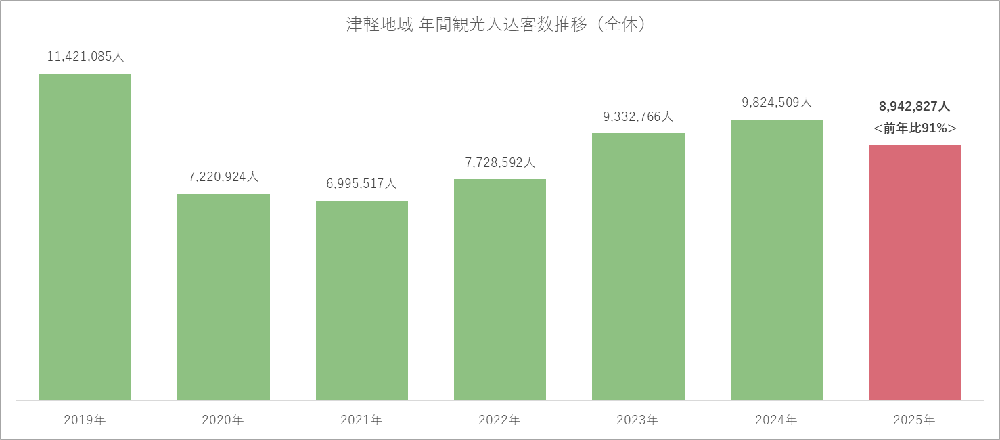 津軽地域 年間観光入込客数推移（全体）
11,421,085人
7,220,924人
6,995,517人
7,728,592人
9,332,766人
9,824,509人
8,942,827人
<前年比91%>
2019年
2020年
2021年
2022年
2023年
2024年
2025年